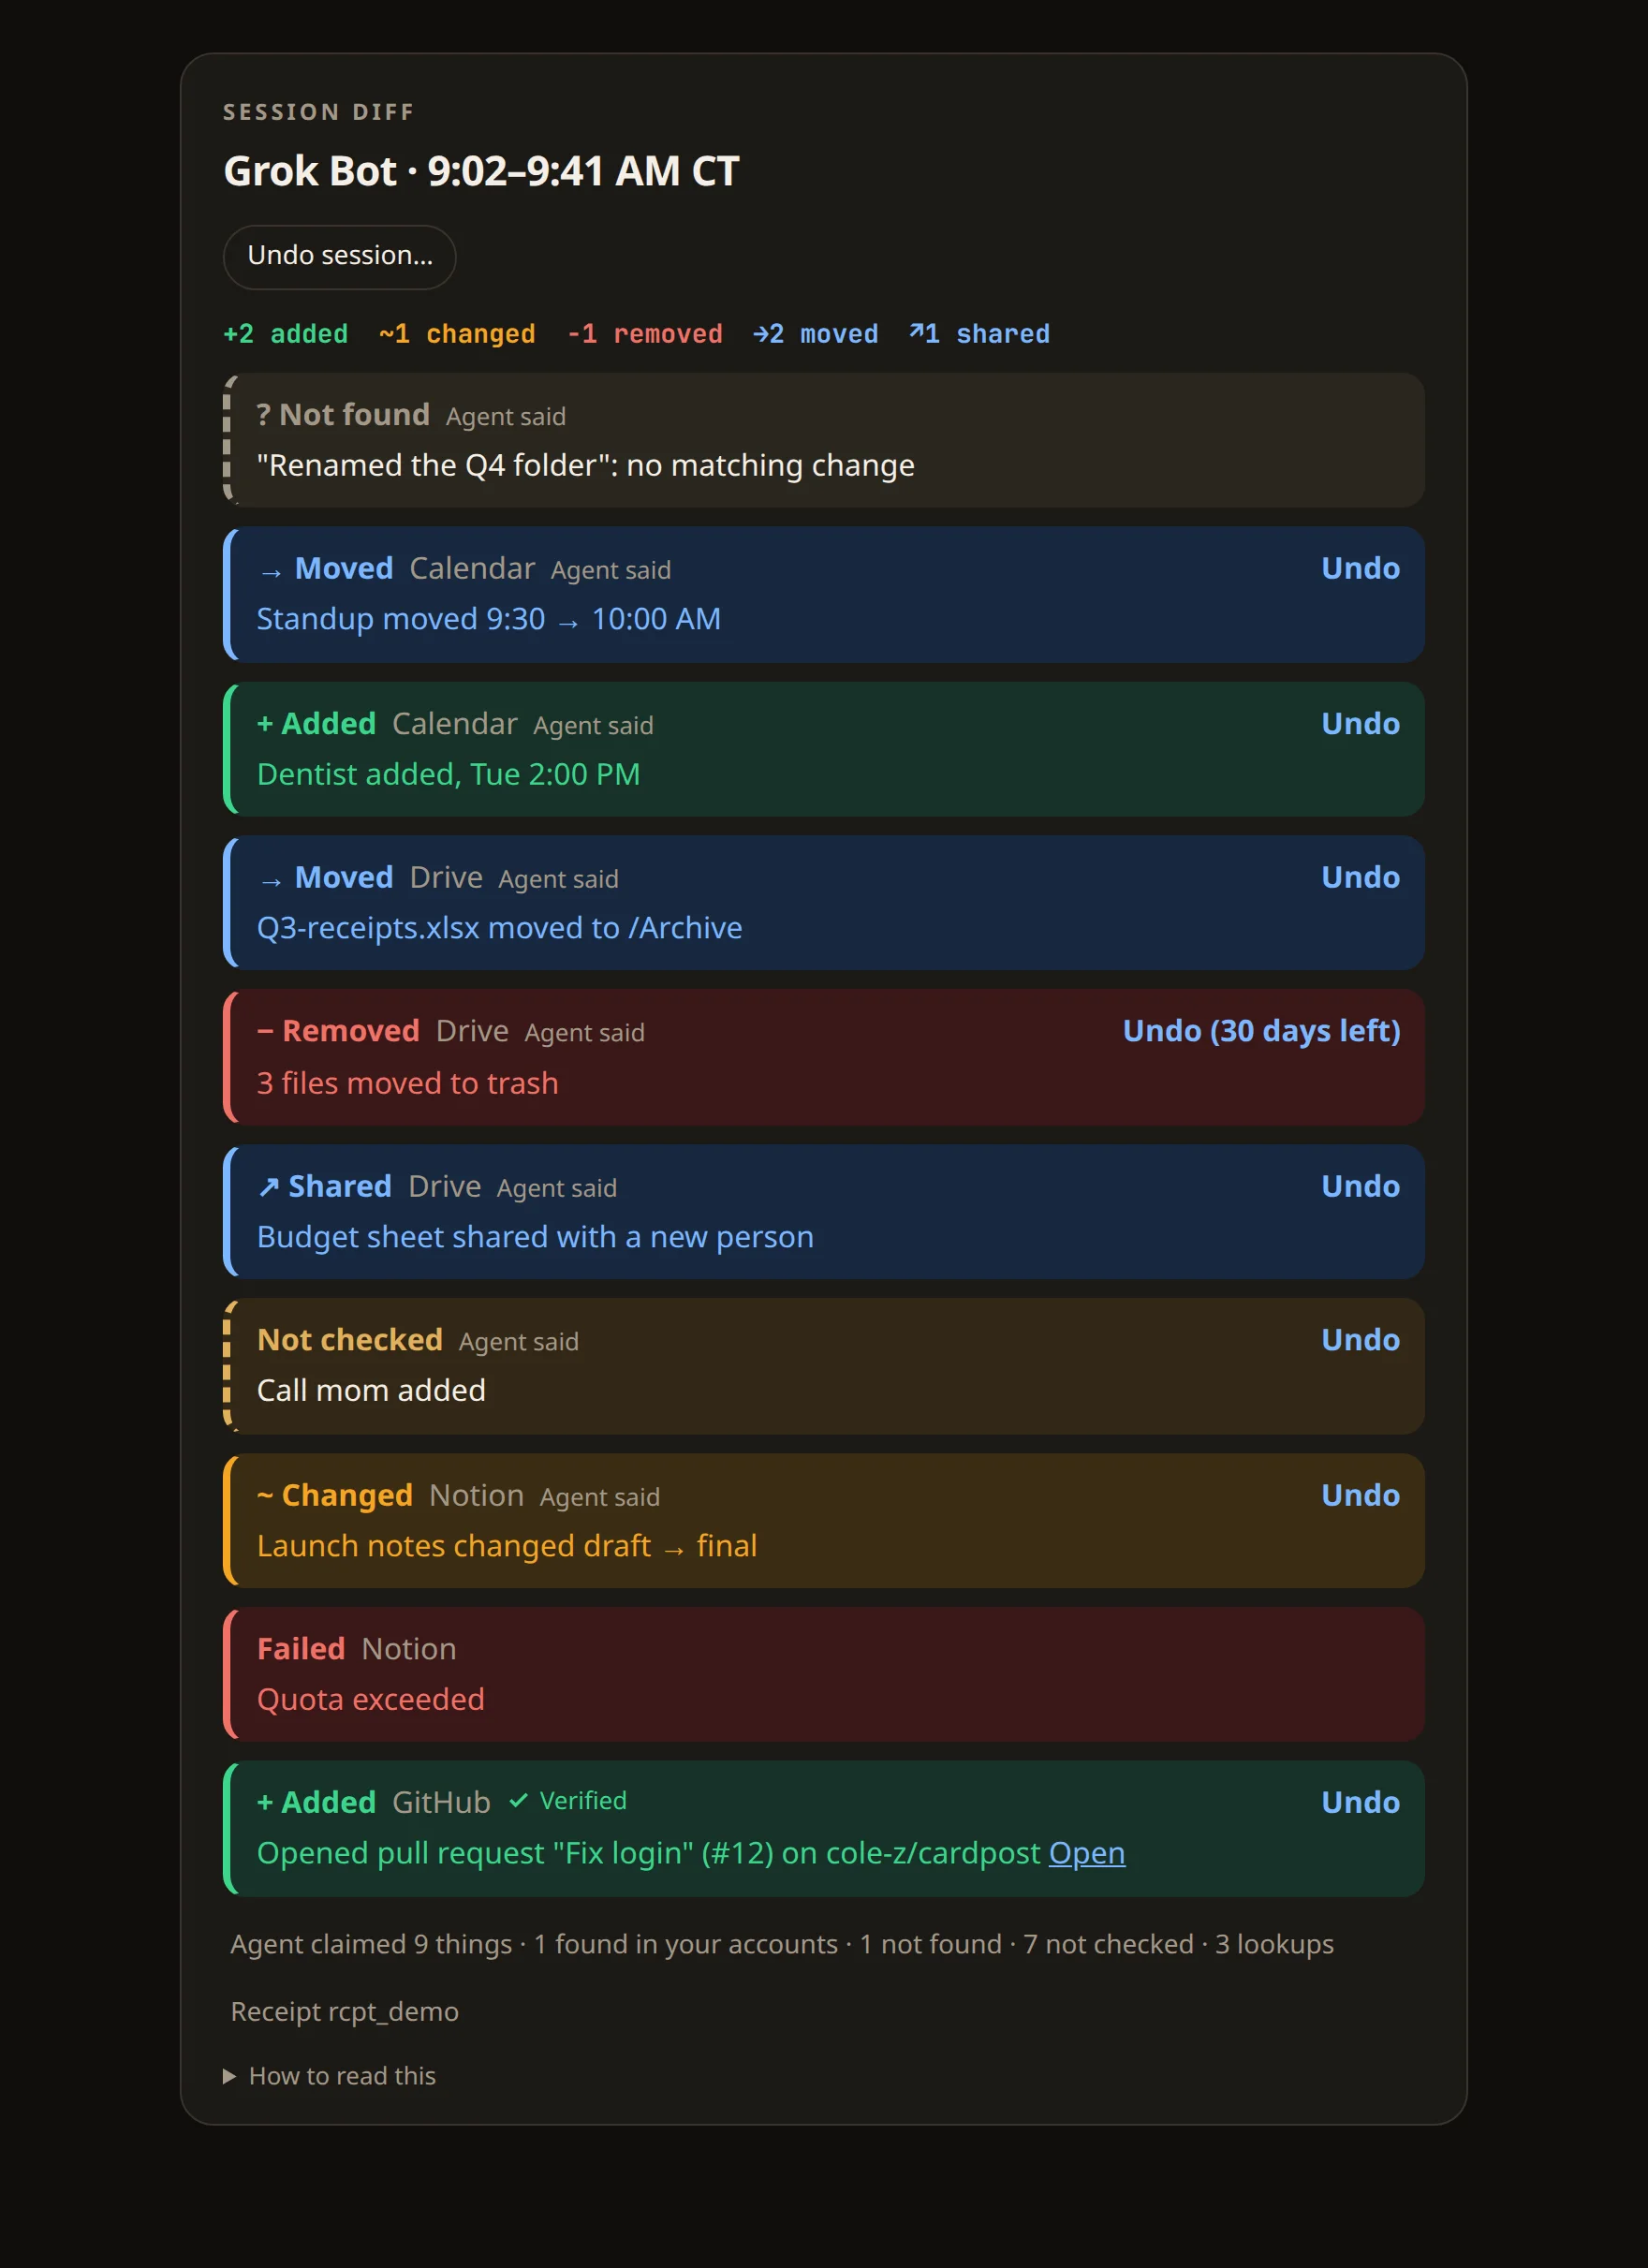 SESSION DIFF
Grok Bot · 9:02–9:41 AM CT
Undo session...
+2 added ~1 changed -1 removed →2 moved ↗1 shared
? Not found Agent said
"Renamed the Q4 folder": no matching change
→ Moved Calendar Agent said Undo
Standup moved 9:30 → 10:00 AM
+ Added Calendar Agent said Undo
Dentist added, Tue 2:00 PM
→ Moved Drive Agent said Undo
Q3-receipts.xlsx moved to /Archive
− Removed Drive Agent said Undo (30 days left)
3 files moved to trash
↗ Shared Drive Agent said Undo
Budget sheet shared with a new person
Not checked Agent said Undo
Call mom added
~ Changed Notion Agent said Undo
Launch notes changed draft → final
Failed Notion
Quota exceeded
+ Added GitHub ✓ Verified Undo
Opened pull request "Fix login" (#12) on cole-z/cardpost Open
Agent claimed 9 things · 1 found in your accounts · 1 not found · 7 not checked · 3 lookups
Receipt rcpt_demo
▶ How to read this